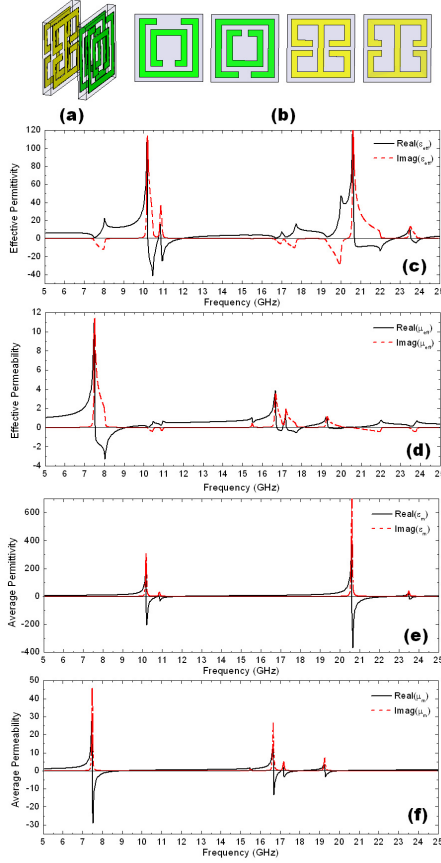 (a)
(b)
Effective Permittivity
120
100
80
60
40
20
0
-20
-40
Real(ε_eff)
Imag(ε_eff)
(c)
5 6 7 8 9 10 11 12 13 14 15 16 17 18 19 20 21 22 23 24 25
Frequency (GHz)
Effective Permeability
12
10
8
6
4
2
0
-2
-4
Real(μ_eff)
Imag(μ_eff)
(d)
5 6 7 8 9 10 11 12 13 14 15 16 17 18 19 20 21 22 23 24 25
Frequency (GHz)
Average Permittivity
600
400
200
0
-200
-400
Real(ε_m)
Imag(ε_m)
(e)
5 6 7 8 9 10 11 12 13 14 15 16 17 18 19 20 21 22 23 24 25
Frequency (GHz)
Average Permeability
50
40
30
20
10
0
-10
-20
-30
Real(μ_m)
Imag(μ_m)
(f)
5 6 7 8 9 10 11 12 13 14 15 16 17 18 19 20 21 22 23 24 25
Frequency (GHz)